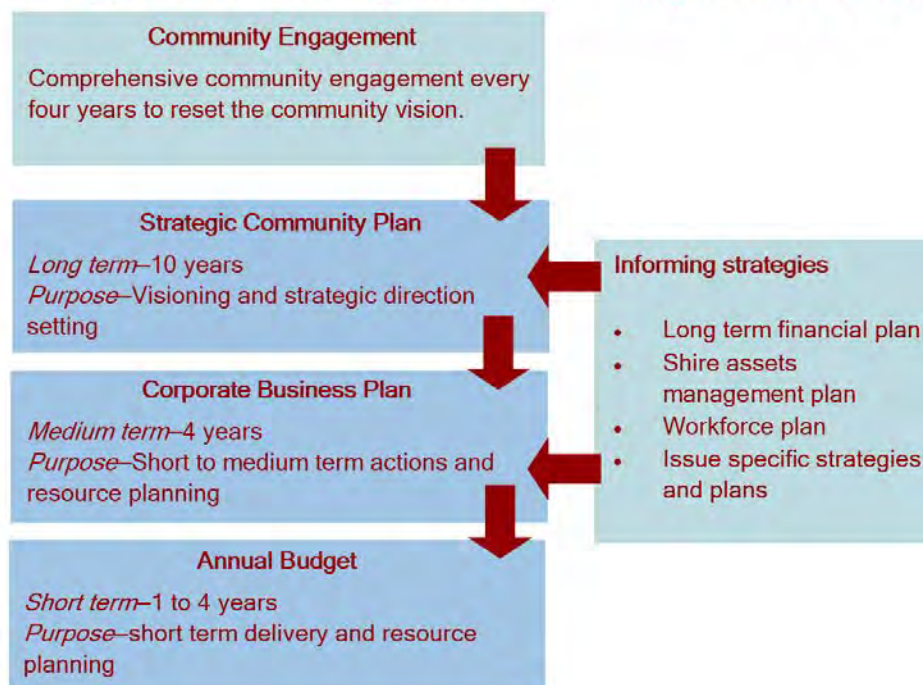 Community Engagement
Comprehensive community engagement every
four years to reset the community vision.
Strategic Community Plan
Long term–10 years
Purpose–Visioning and strategic direction
setting
Corporate Business Plan
Medium term–4 years
Purpose–Short to medium term actions and
resource planning
Annual Budget
Short term–1 to 4 years
Purpose–short term delivery and resource
planning
Informing strategies
• Long term financial plan
• Shire assets
management plan
• Workforce plan
• Issue specific strategies
and plans